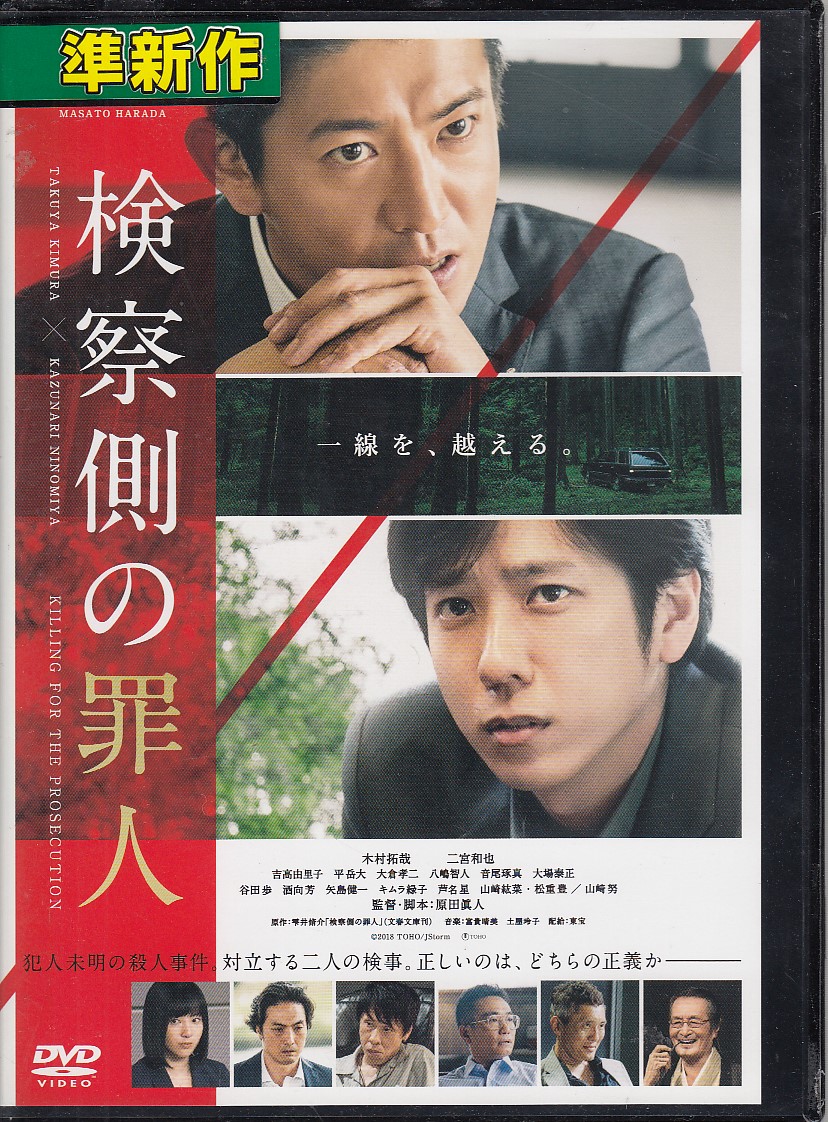 準新作
MASATO HARADA
検察側の罪人
TAKUYA KIMURA × KAZUNARI NINOMIYA KILLING FOR THE PROSECUTION
一線を、越える。
木村拓哉 二宮和也
吉高由里子 平岳大 大倉孝二 八嶋智人 音尾琢真 大場泰正
谷田歩 酒向芳 矢島健一 キムラ緑子 芦名星 山崎紘菜・松重豊/山﨑努
監督・脚本:原田眞人
原作:雫井脩介「検察側の罪人」(文春文庫刊) 音楽:富貴晴美 土屋玲子 配給:東宝
©2018 TOHO/JStorm TOHO
犯人未明の殺人事件。対立する二人の検事。正しいのは、どちらの正義か―――
DVD
VIDEO